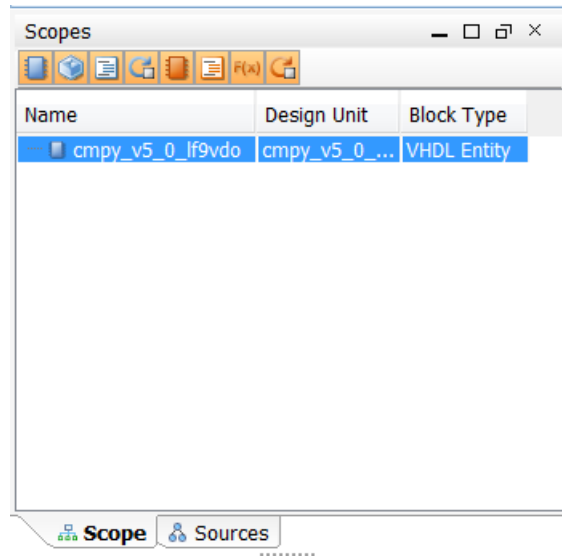 Scopes
F(x)
Name Design Unit Block Type
cmpy_v5_0_lf9vdo cmpy_v5_0_... VHDL Entity
Scope Sources